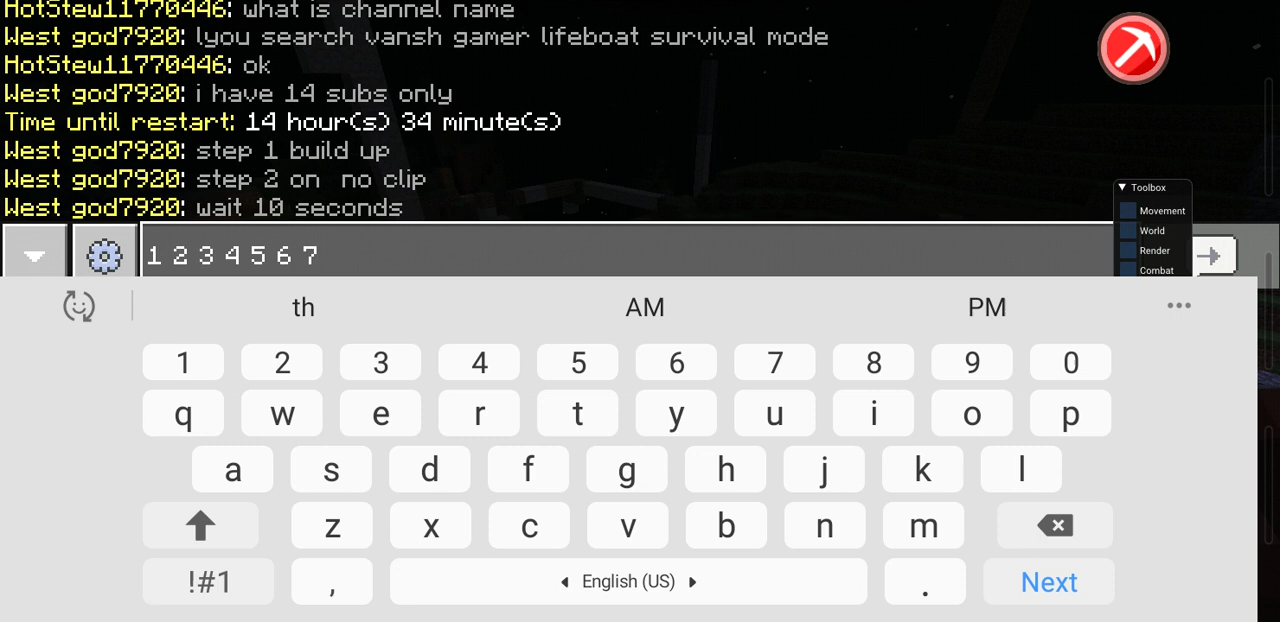 HotStew11770446: what is channel name
West god7920: lyou search vansh gamer lifeboat survival mode
HotStew11770446: ok
West god7920: i have 14 subs only
Time until restart: 14 hour(s) 34 minute(s)
West god7920: step 1 build up
West god7920: step 2 on  no clip
West god7920: wait 10 seconds
▼ Toolbox
Movement
World
Render
Combat
1 2 3 4 5 6 7
th AM PM
1 2 3 4 5 6 7 8 9 0
q w e r t y u i o p
a s d f g h j k l
z x c v b n m
!#1 , English (US) . Next